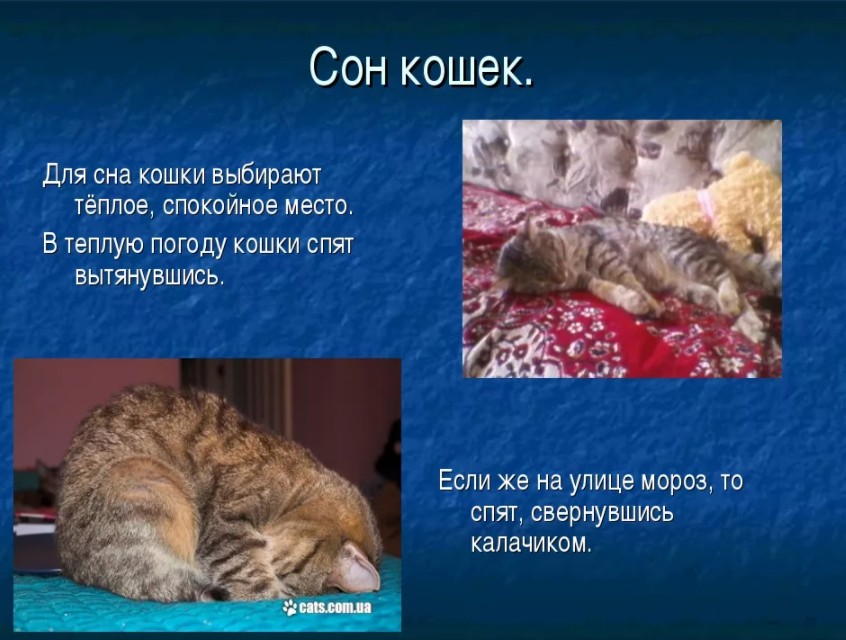 Сон кошек.
Для сна кошки выбирают
тёплое, спокойное место.
В теплую погоду кошки спят
вытянувшись.
Если же на улице мороз, то
спят, свернувшись
калачиком.
cats.com.ua